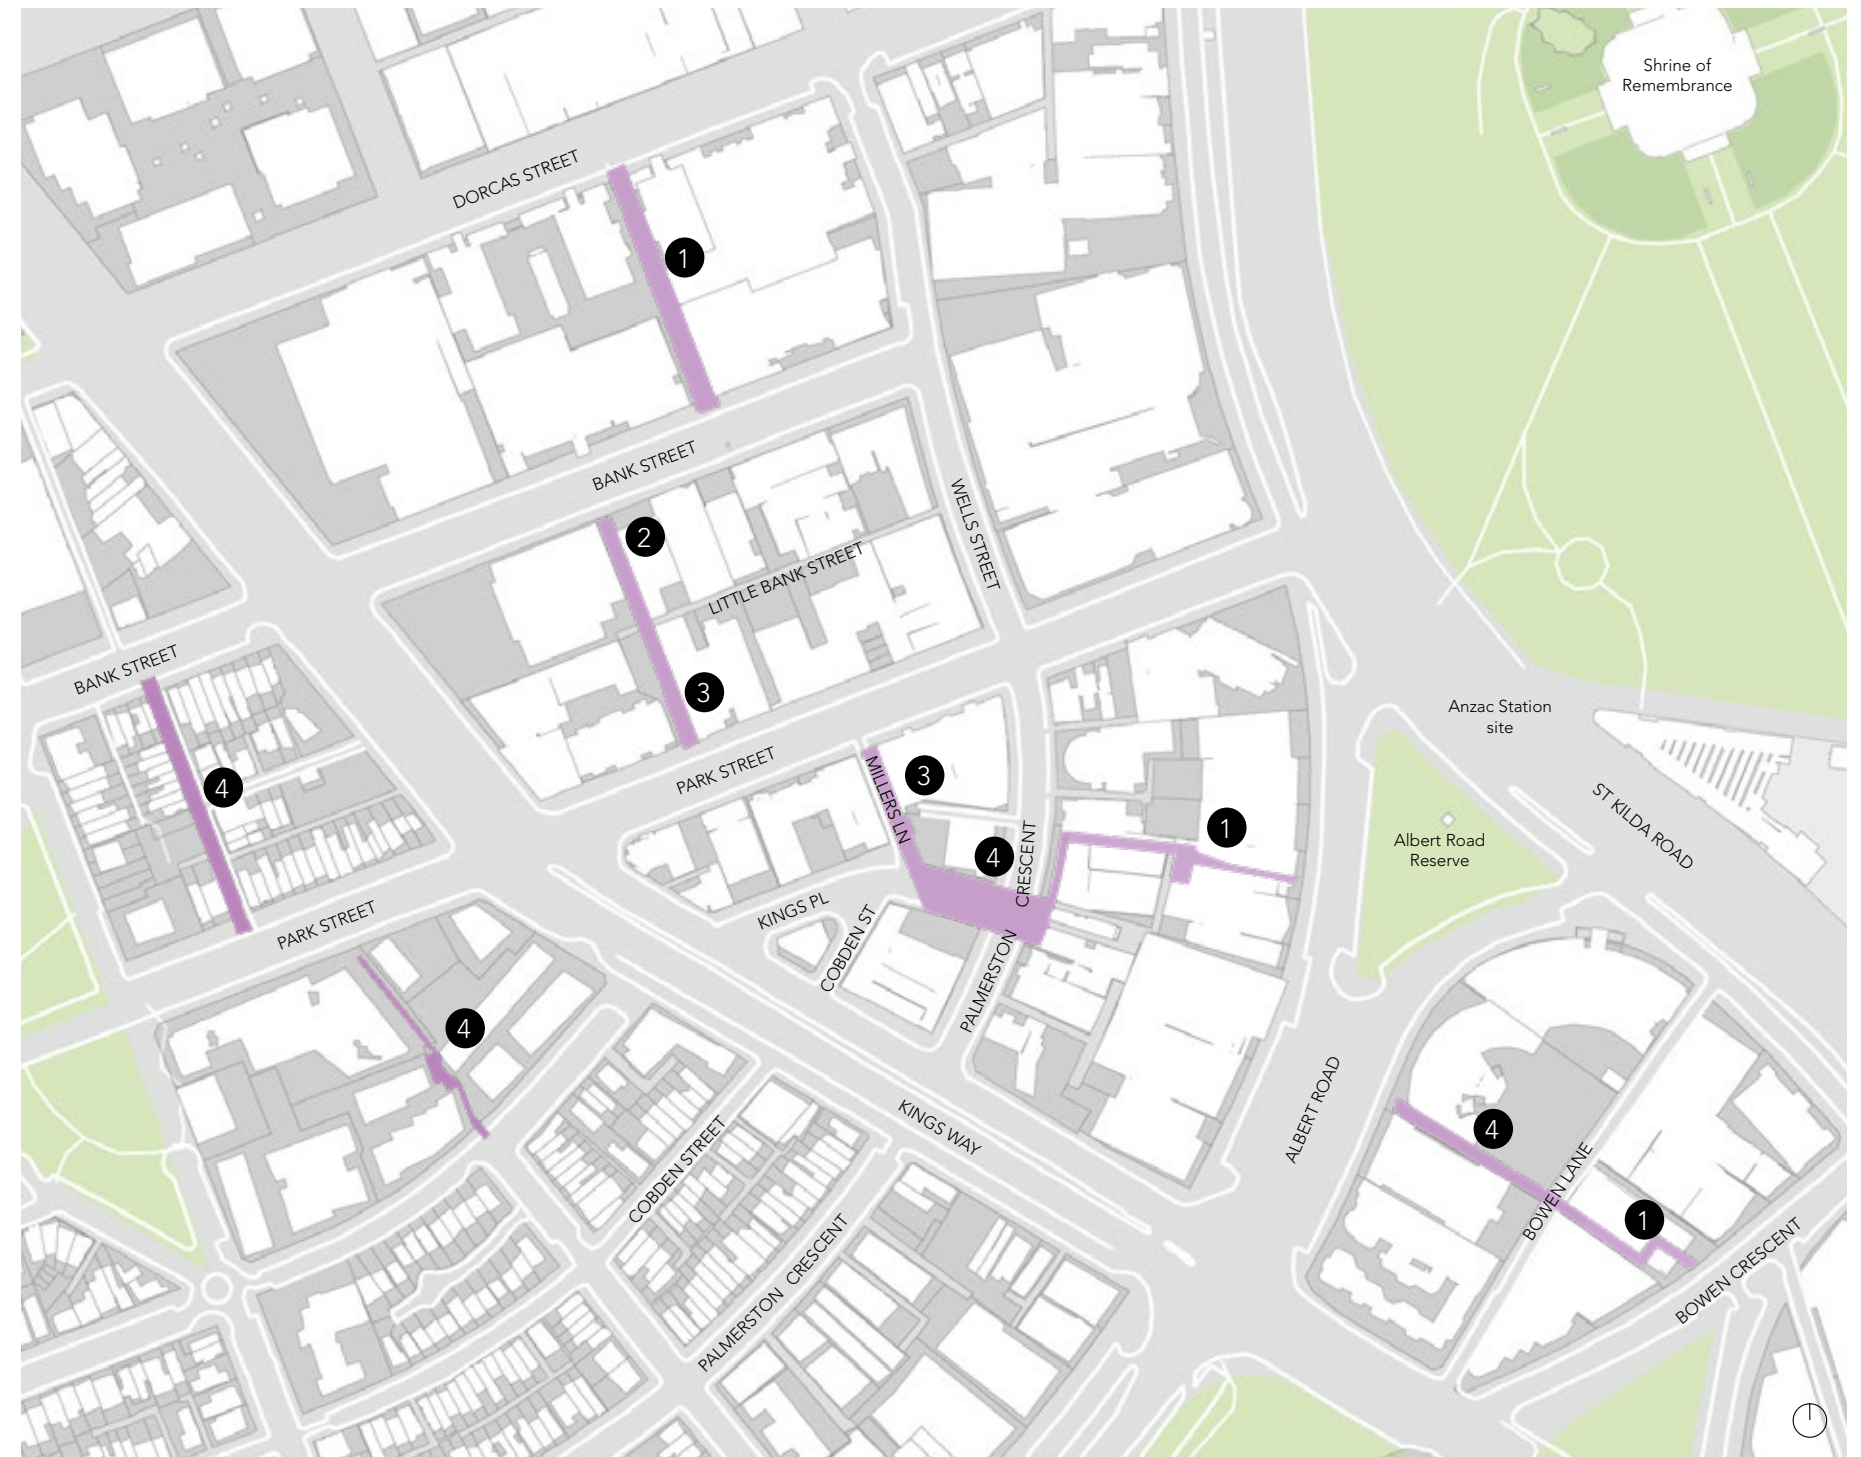 Shrine of
Remembrance
DORCAS STREET
1
BANK STREET
2
WELLS STREET
LITTLE BANK STREET
BANK STREET
3
Anzac Station
site
4
PARK STREET
MILLERS LN
3
ST KILDA ROAD
1
Albert Road
Reserve
4
CRESCENT
PALMERSTON
KINGS PL
COBDEN ST
PARK STREET
4
KINGS WAY
ALBERT ROAD
4
COBDEN STREET
BOWEN LANE
1
PALMERSTON CRESCENT
BOWEN CRESCENT